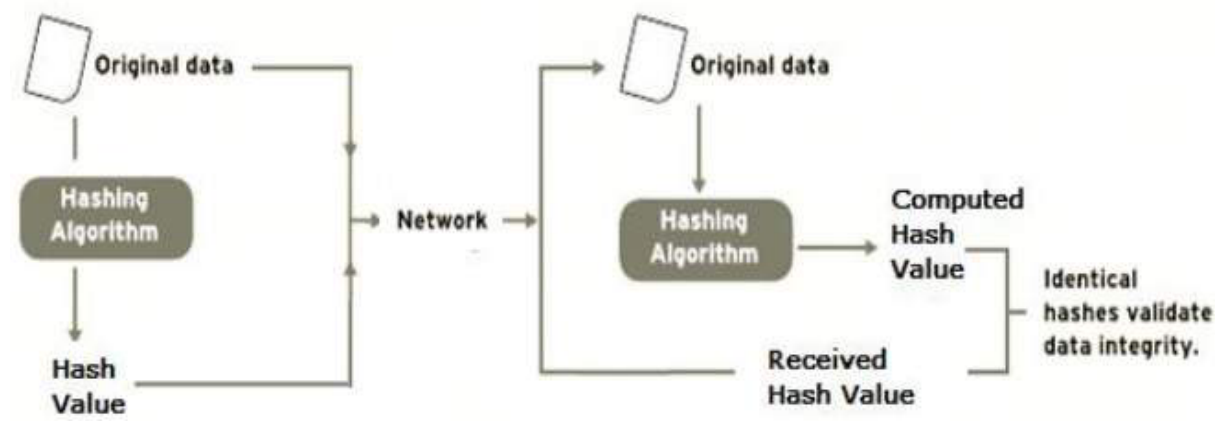 Original data
Hashing
Algorithm
Hash
Value
Network
Original data
Hashing
Algorithm
Computed
Hash
Value
Received
Hash Value
Identical
hashes validate
data integrity.